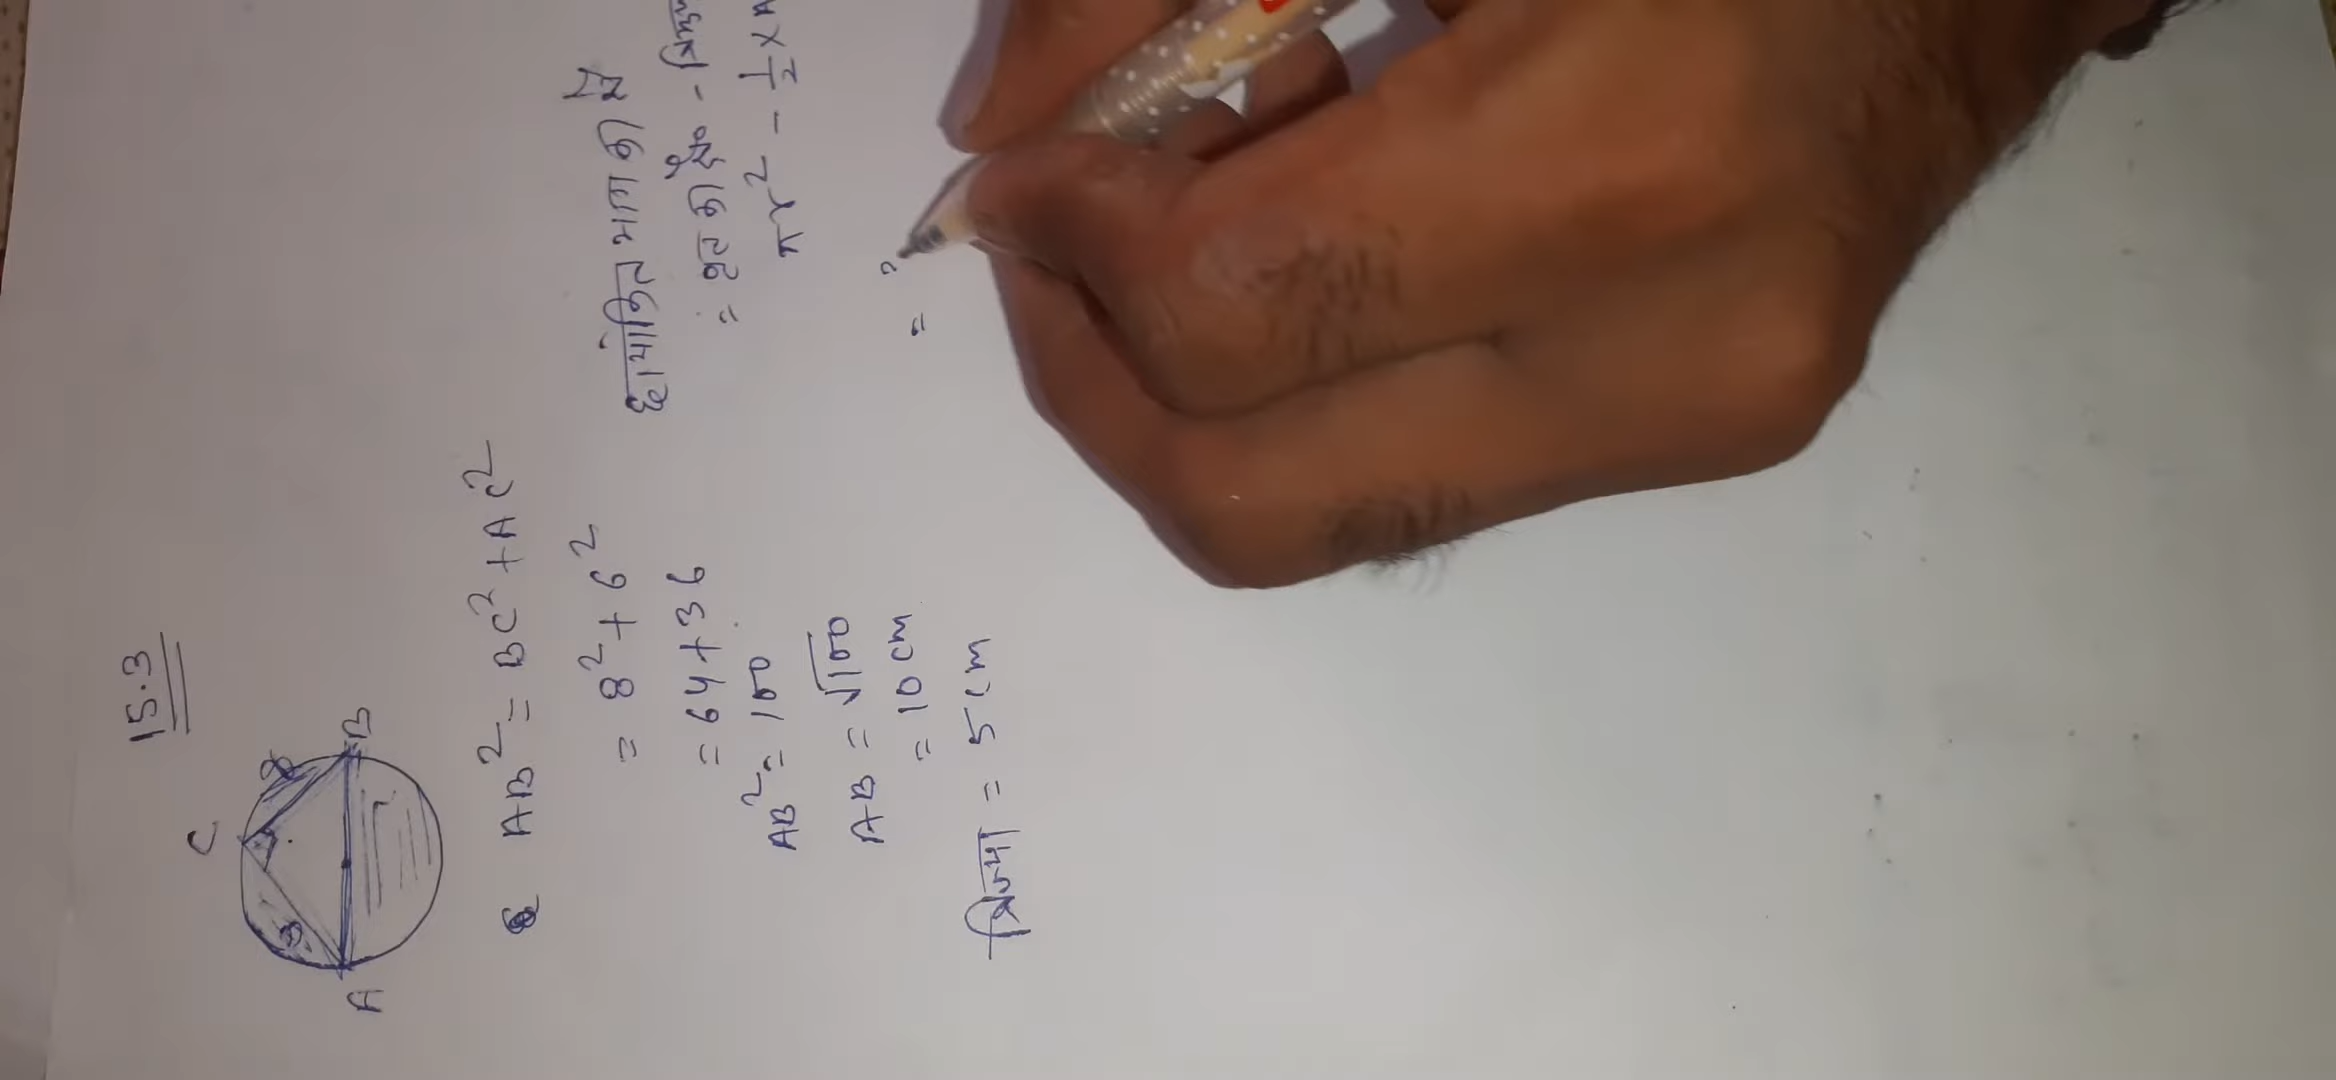 15.3
C
8
B
A
AB² = BC² + AC²
= 8² + 6²
= 64 + 36
AB² = 100
AB = √100
= 10 cm
त्रिज्या = 5 cm
छायांकित भाग का
= वृत का -
πr² - 1/2 ×
=